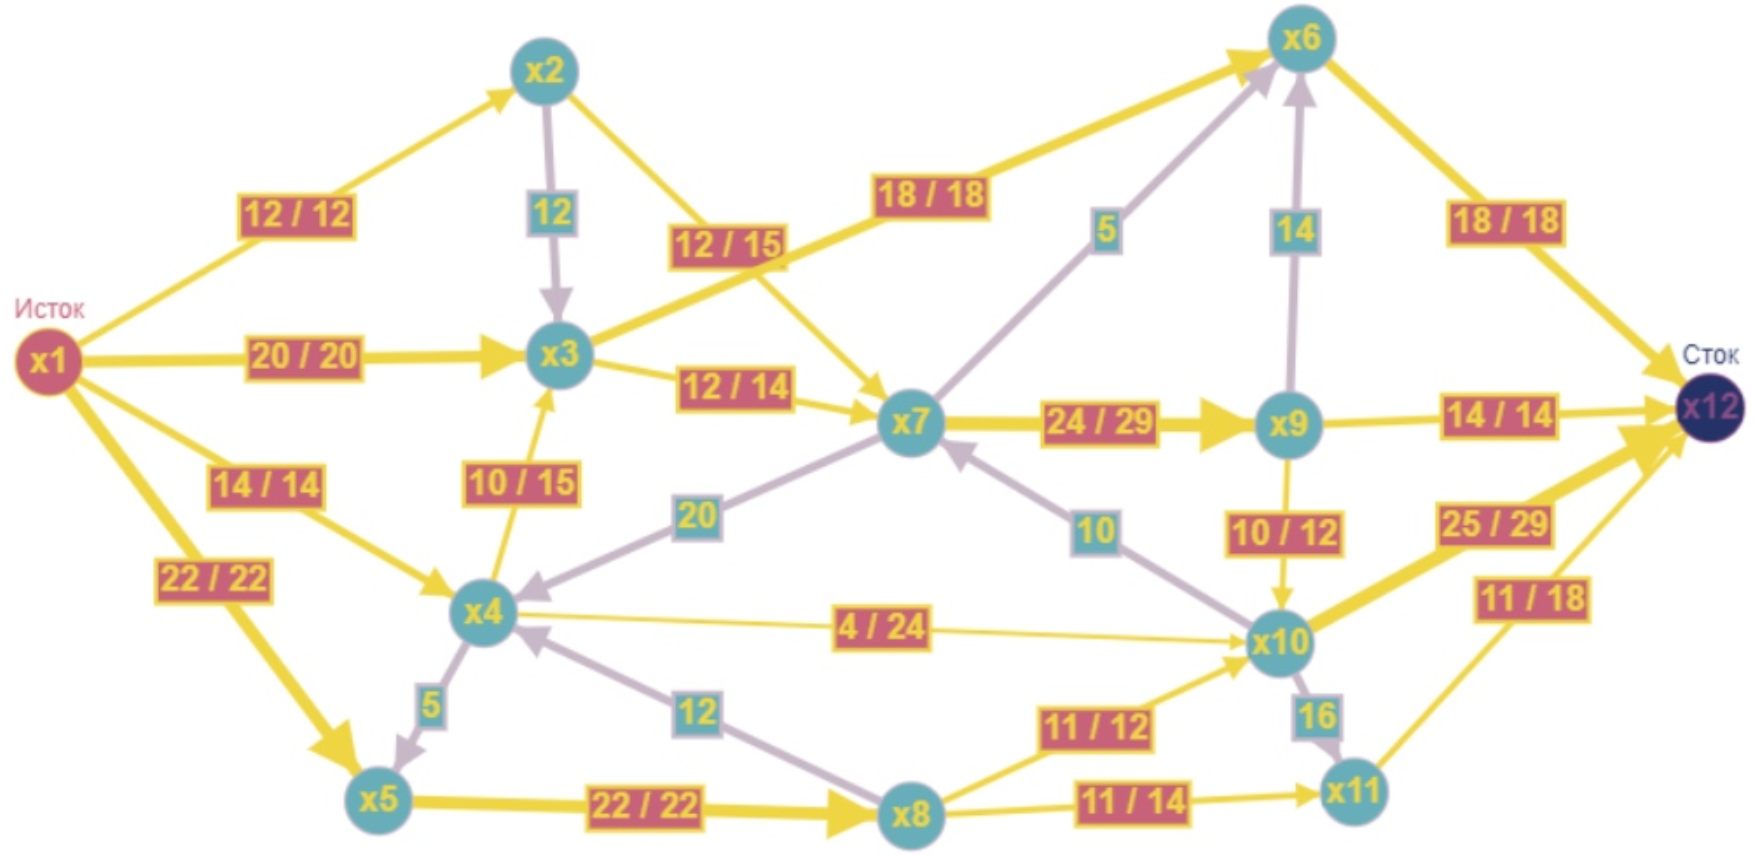 x6
x2
18 / 18
12 / 12
12
12 / 15
5
14
18 / 18
Исток
x1
20 / 20
x3
12 / 14
x7
24 / 29
x9
14 / 14
Сток
x12
14 / 14
10 / 15
20
10
10 / 12
25 / 29
22 / 22
x4
4 / 24
x10
11 / 18
5
12
11 / 12
16
x5
22 / 22
x8
11 / 14
x11